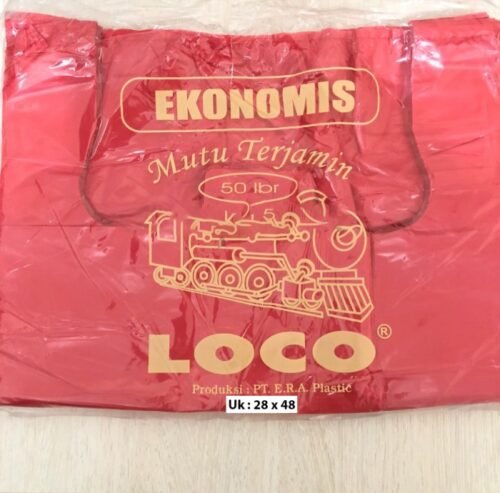 EKONOMIS
Mutu Terjamin
50 lbr
LOCO®
Produksi : PT. E.R.A. Plastic
Uk : 28 x 48